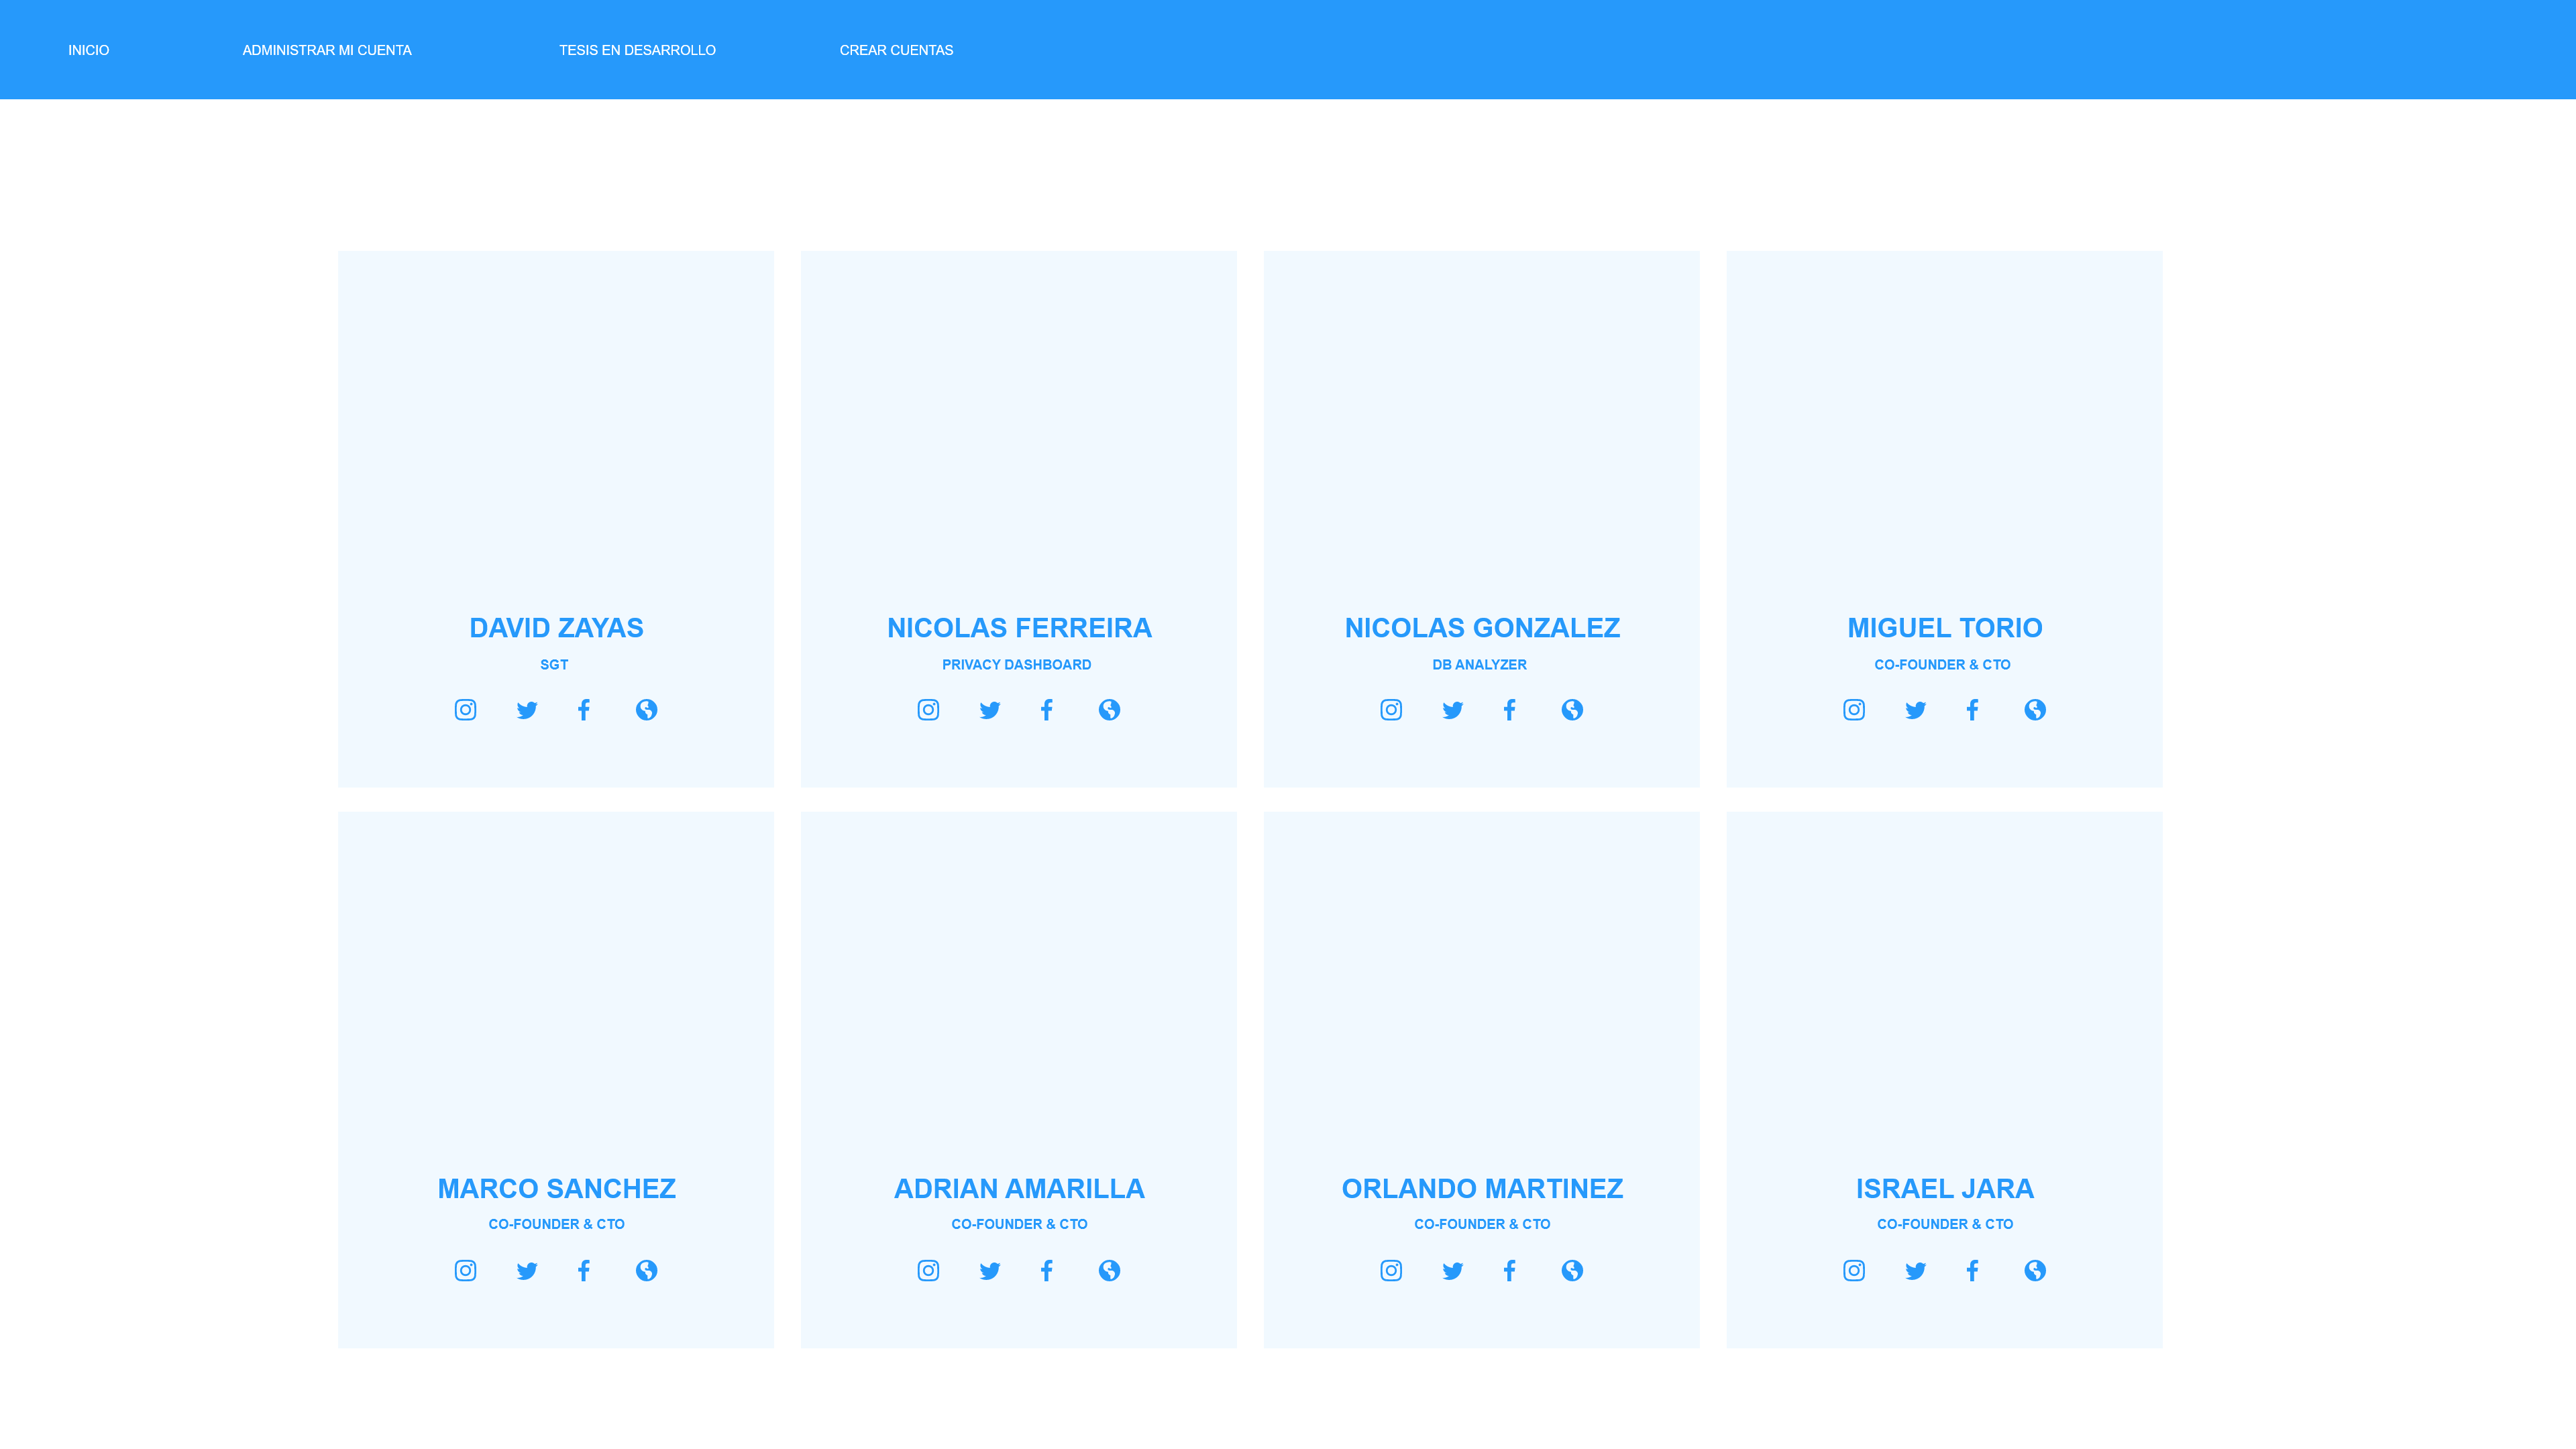 INICIO
ADMINISTRAR MI CUENTA
TESIS EN DESARROLLO
CREAR CUENTAS
DAVID ZAYAS
SGT
NICOLAS FERREIRA
PRIVACY DASHBOARD
NICOLAS GONZALEZ
DB ANALYZER
MIGUEL TORIO
CO-FOUNDER & CTO
MARCO SANCHEZ
CO-FOUNDER & CTO
ADRIAN AMARILLA
CO-FOUNDER & CTO
ORLANDO MARTINEZ
CO-FOUNDER & CTO
ISRAEL JARA
CO-FOUNDER & CTO